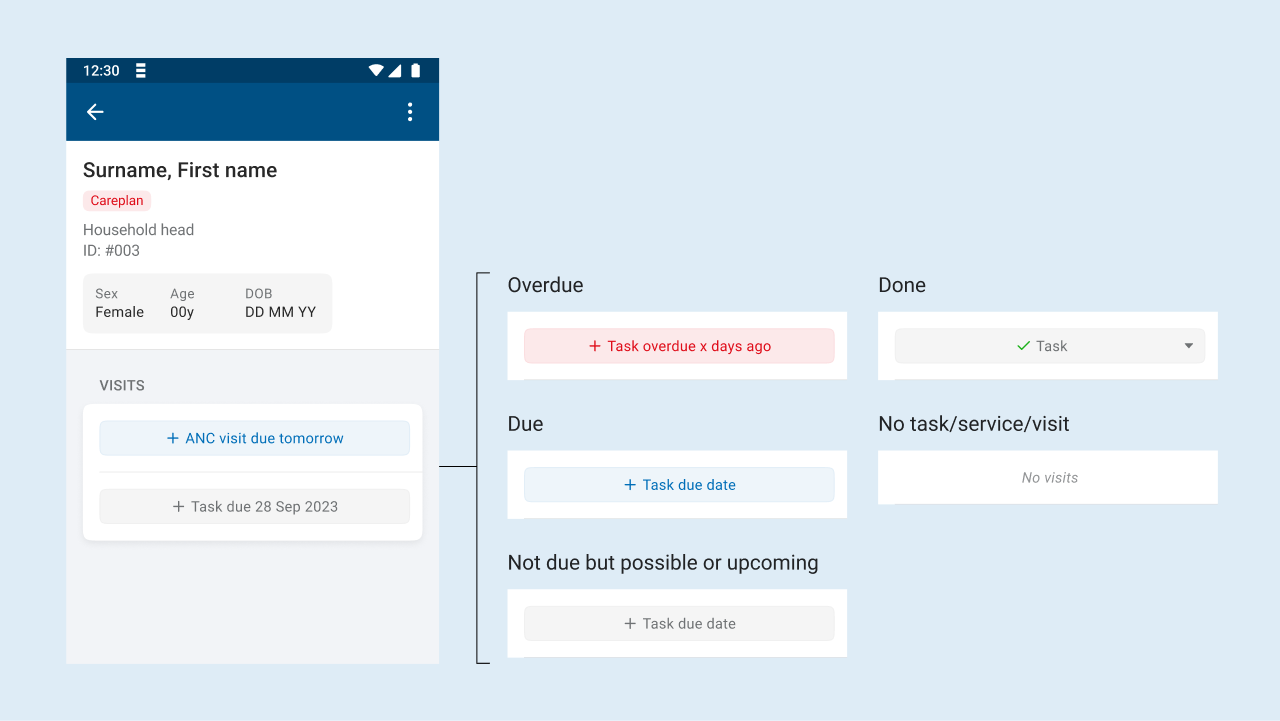 12:30
Surname, First name
Careplan
Household head
ID: #003
Sex Age DOB
Female 00y DD MM YY
VISITS
+ ANC visit due tomorrow
+ Task due 28 Sep 2023
Overdue
+ Task overdue x days ago
Due
+ Task due date
Not due but possible or upcoming
+ Task due date
Done
Task
No task/service/visit
No visits